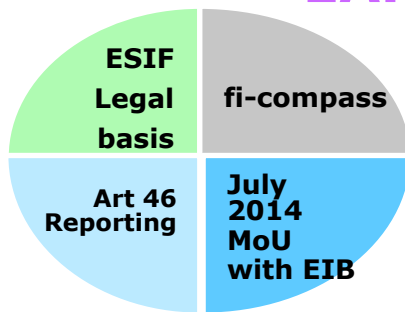 ESIF
Legal
basis
fi-compass
Art 46
Reporting
July
2014
MoU
with EIB